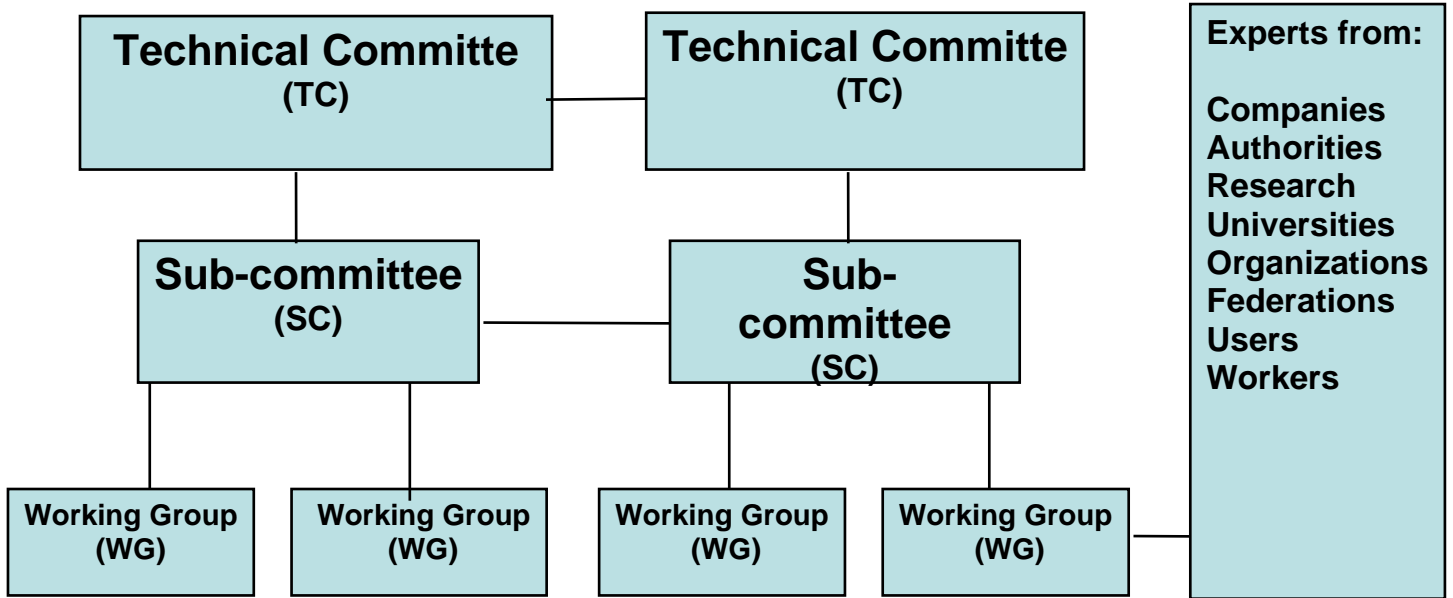 Technical Committe
(TC)
Technical Committe
(TC)
Sub-committee
(SC)
Sub-
committee
(SC)
Working Group
(WG)
Working Group
(WG)
Working Group
(WG)
Working Group
(WG)
Experts from:
Companies
Authorities
Research
Universities
Organizations
Federations
Users
Workers